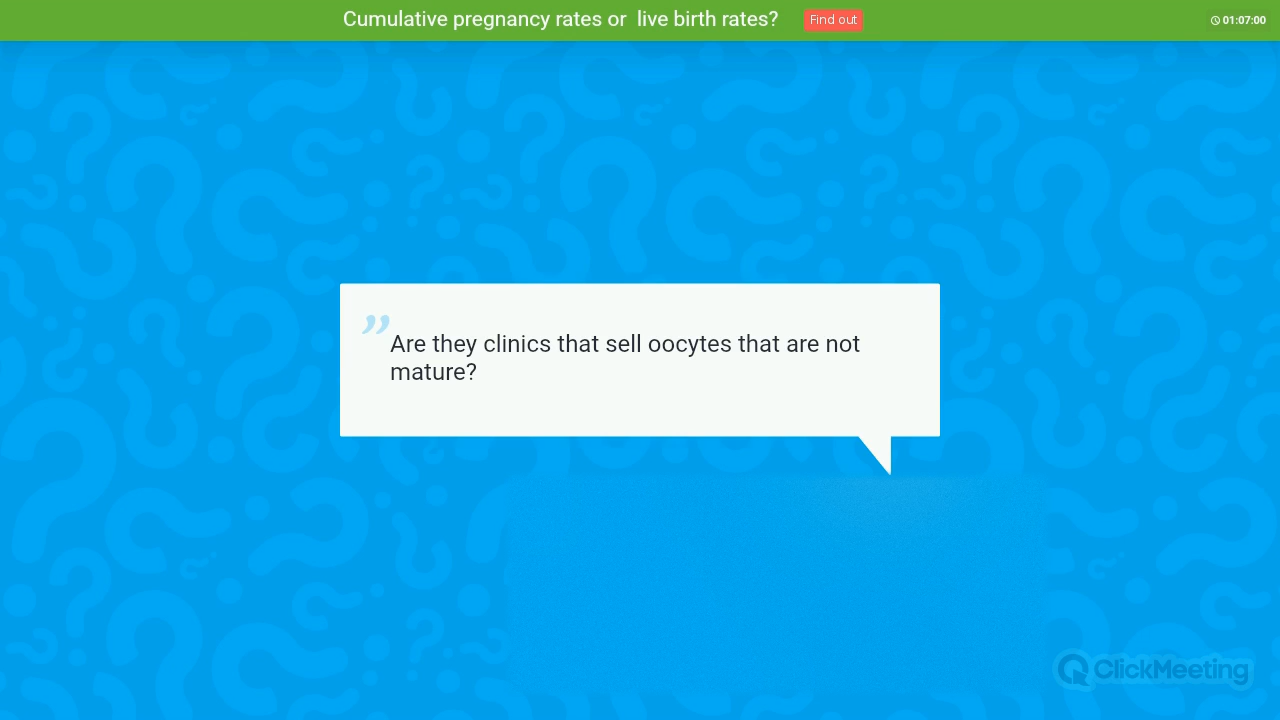 Cumulative pregnancy rates or  live birth rates? Find out 01:07:00
”Are they clinics that sell oocytes that are not
mature?
ClickMeeting